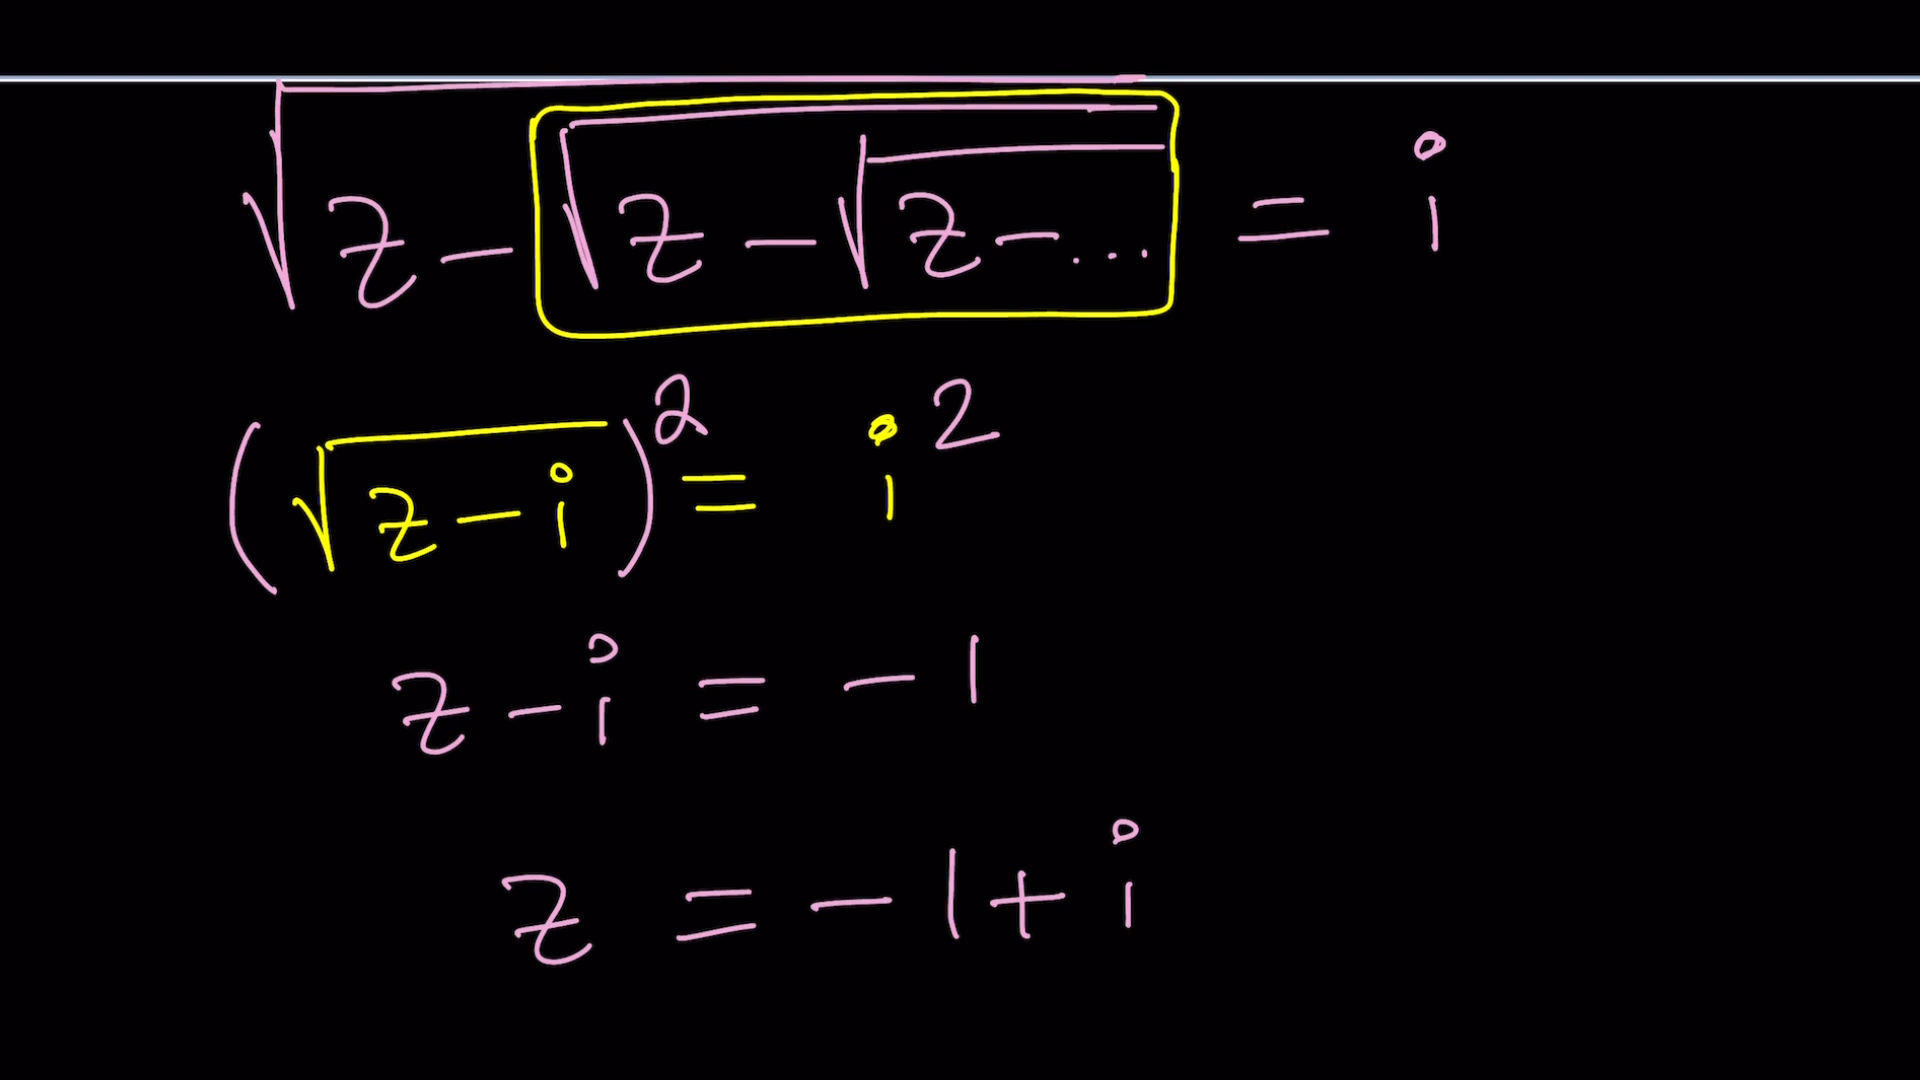 √(z - √(z - √(z - ...))) = i
(√(z - i))² = i²
z - i = - 1
z = - 1 + i